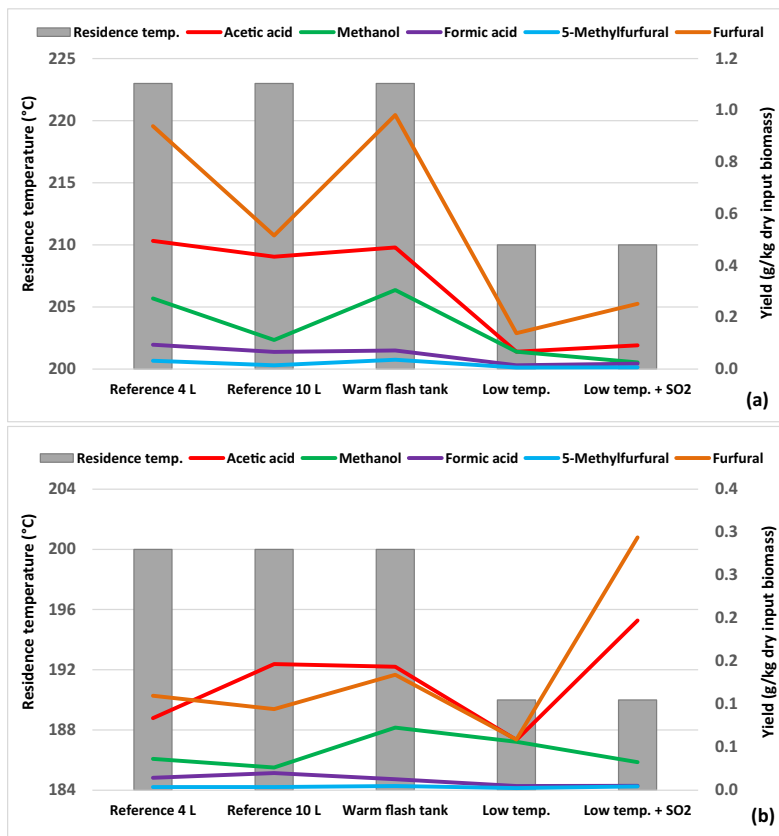 Residence temp. Acetic acid Methanol Formic acid 5-Methylfurfural Furfural
225 1.2
220 1.0
215 0.8
210 0.6
0.4
205 0.2
200 0.0
Residence temperature (°C)
Yield (g/kg dry input biomass)
Reference 4 L Reference 10 L Warm flash tank Low temp. Low temp. + SO2
(a)
Residence temp. Acetic acid Methanol Formic acid 5-Methylfurfural Furfural
204 0.4
200 0.3
0.3
196 0.2
192 0.2
0.1
188 0.1
184 0.0
Residence temperature (°C)
Yield (g/kg dry input biomass)
Reference 4 L Reference 10 L Warm flash tank Low temp. Low temp. + SO2
(b)